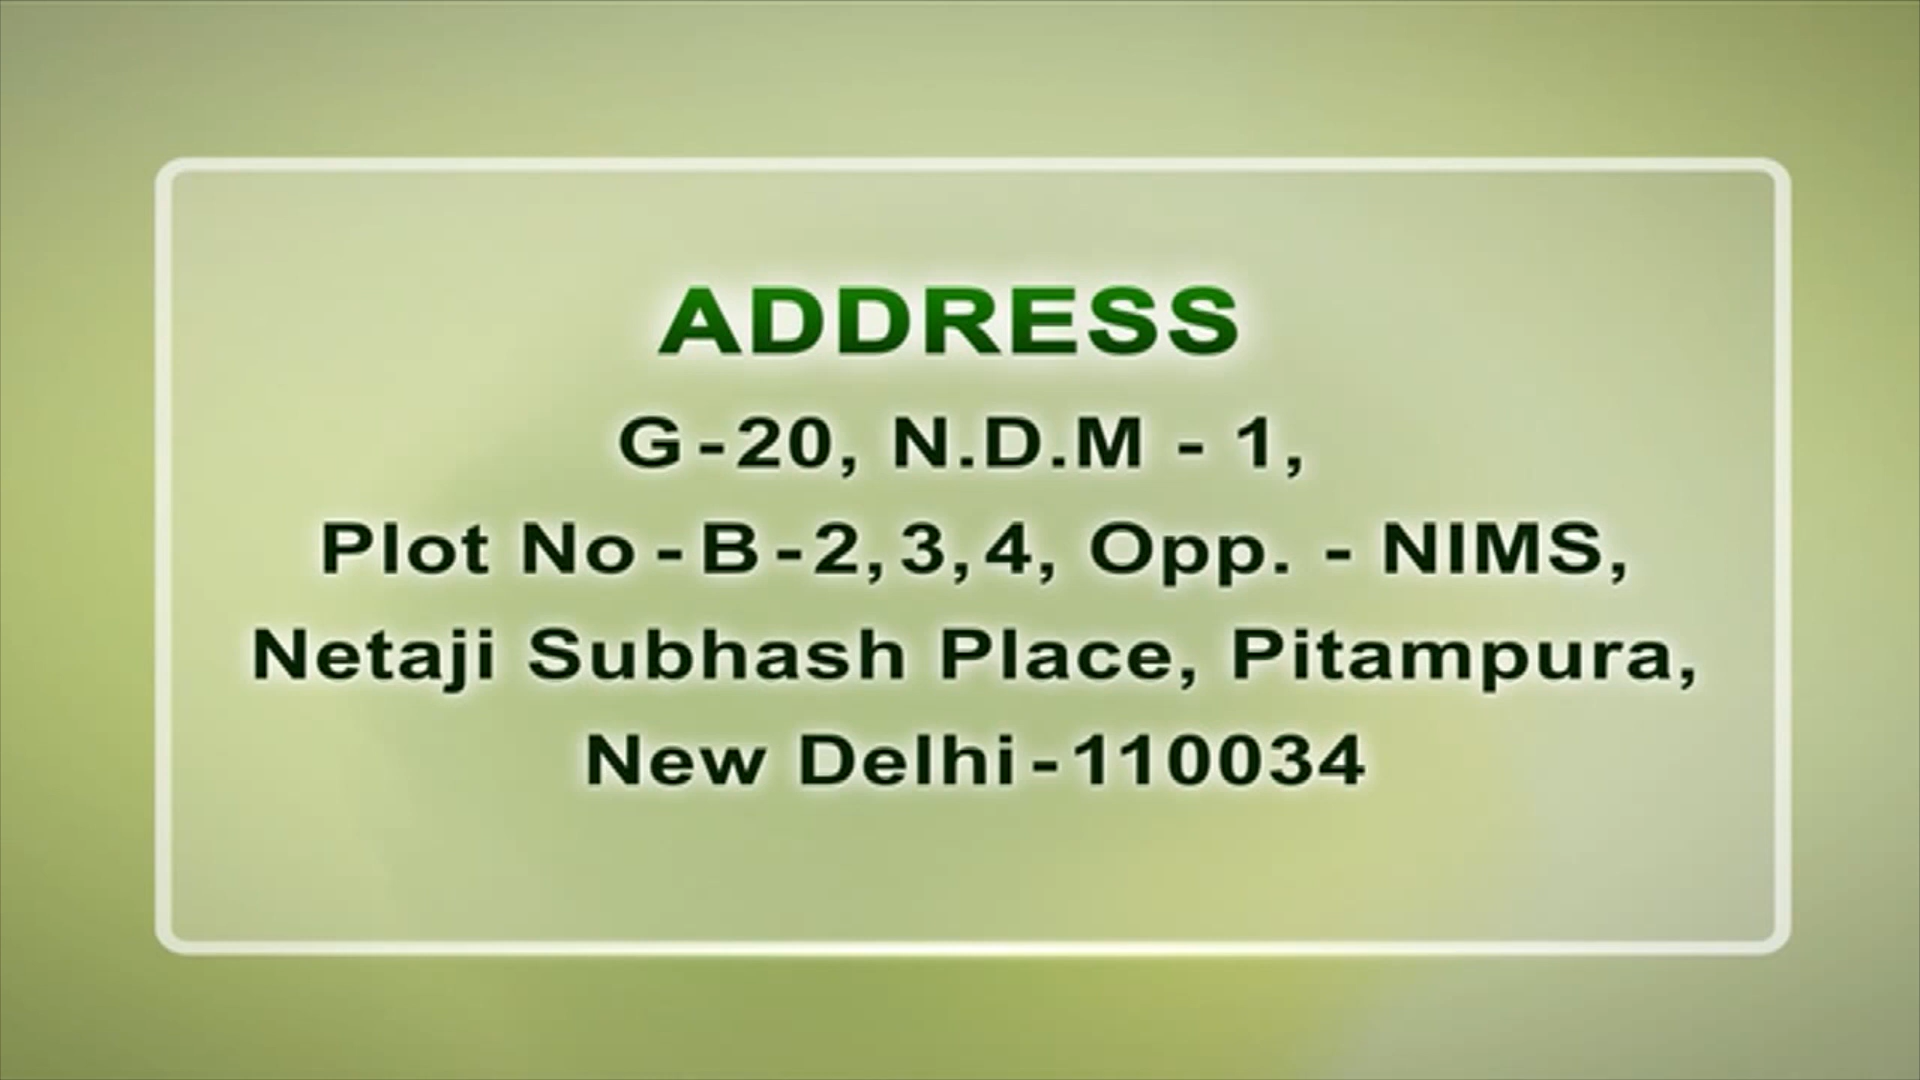 ADDRESS
G-20, N.D.M - 1,
Plot No-B-2,3,4, Opp. - NIMS,
Netaji Subhash Place, Pitampura,
New Delhi-110034